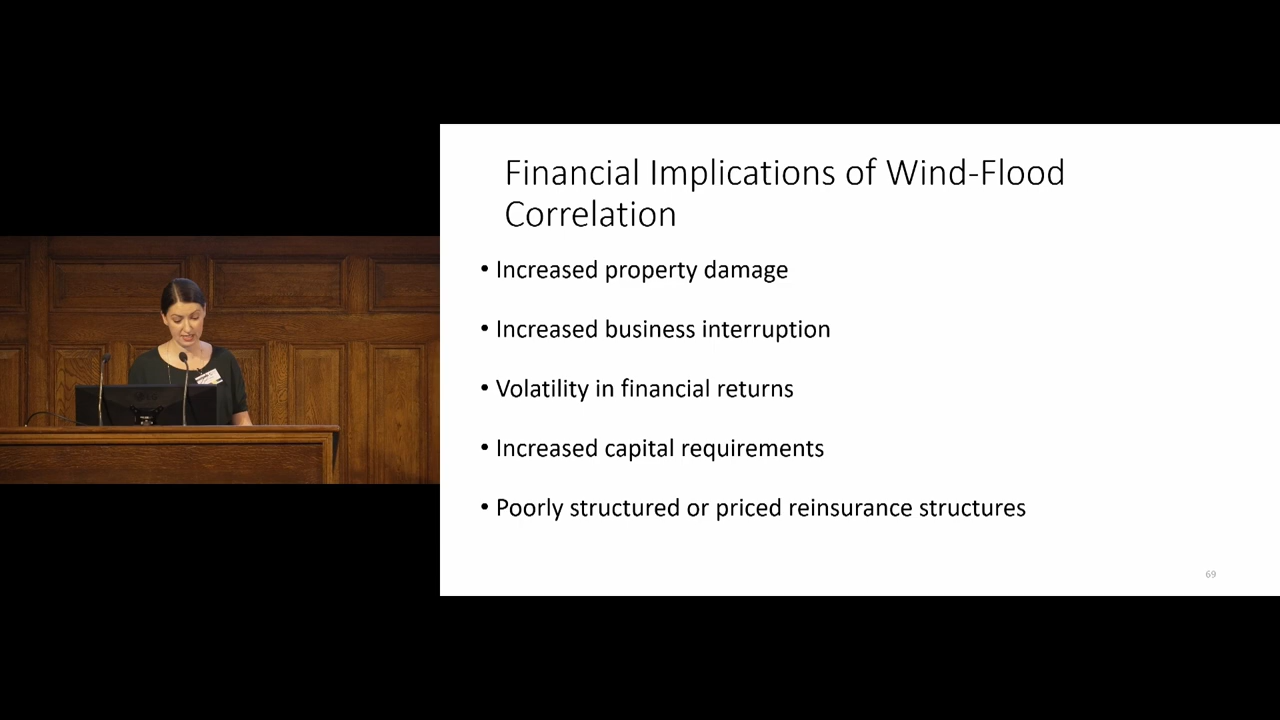 Financial Implications of Wind-Flood
Correlation
• Increased property damage
• Increased business interruption
• Volatility in financial returns
• Increased capital requirements
• Poorly structured or priced reinsurance structures
69